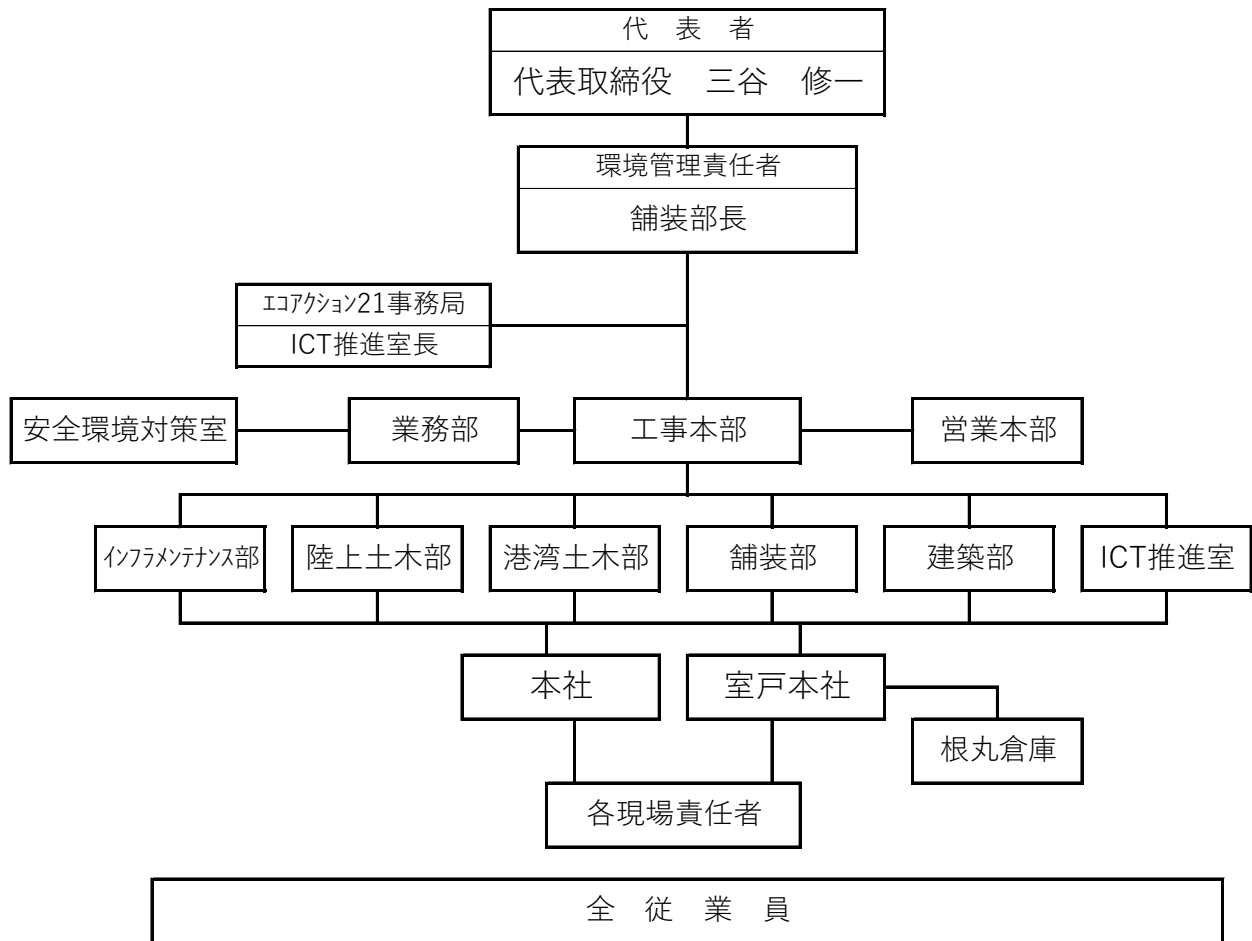 代　表　者
代表取締役　三谷　修一
環境管理責任者
舗装部長
ｴｺｱｸｼｮﾝ21事務局
ICT推進室長
安全環境対策室
業務部
工事本部
営業本部
ｲﾝﾌﾗﾒﾝﾃﾅﾝｽ部
陸上土木部
港湾土木部
舗装部
建築部
ICT推進室
本社
室戸本社
根丸倉庫
各現場責任者
全　従　業　員